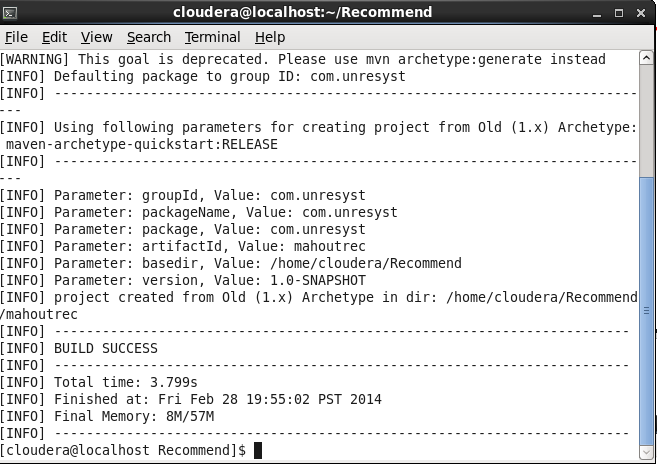 cloudera@localhost:~/Recommend
File Edit View Search Terminal Help
[WARNING] This goal is deprecated. Please use mvn archetype:generate instead
[INFO] Defaulting package to group ID: com.unresyst
[INFO] ------------------------------------------------------------------------
---
[INFO] Using following parameters for creating project from Old (1.x) Archetype:
maven-archetype-quickstart:RELEASE
[INFO] ------------------------------------------------------------------------
---
[INFO] Parameter: groupId, Value: com.unresyst
[INFO] Parameter: packageName, Value: com.unresyst
[INFO] Parameter: package, Value: com.unresyst
[INFO] Parameter: artifactId, Value: mahoutrec
[INFO] Parameter: basedir, Value: /home/cloudera/Recommend
[INFO] Parameter: version, Value: 1.0-SNAPSHOT
[INFO] project created from Old (1.x) Archetype in dir: /home/cloudera/Recommend
/mahoutrec
[INFO] ------------------------------------------------------------------------
[INFO] BUILD SUCCESS
[INFO] ------------------------------------------------------------------------
[INFO] Total time: 3.799s
[INFO] Finished at: Fri Feb 28 19:55:02 PST 2014
[INFO] Final Memory: 8M/57M
[INFO] ------------------------------------------------------------------------
[cloudera@localhost Recommend]$